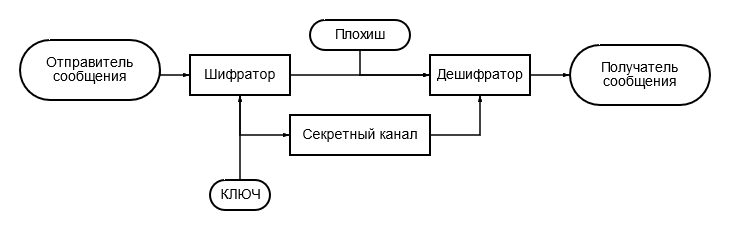 Плохиш
Отправитель
сообщения
Шифратор
Дешифратор
Получатель
сообщения
Секретный канал
КЛЮЧ